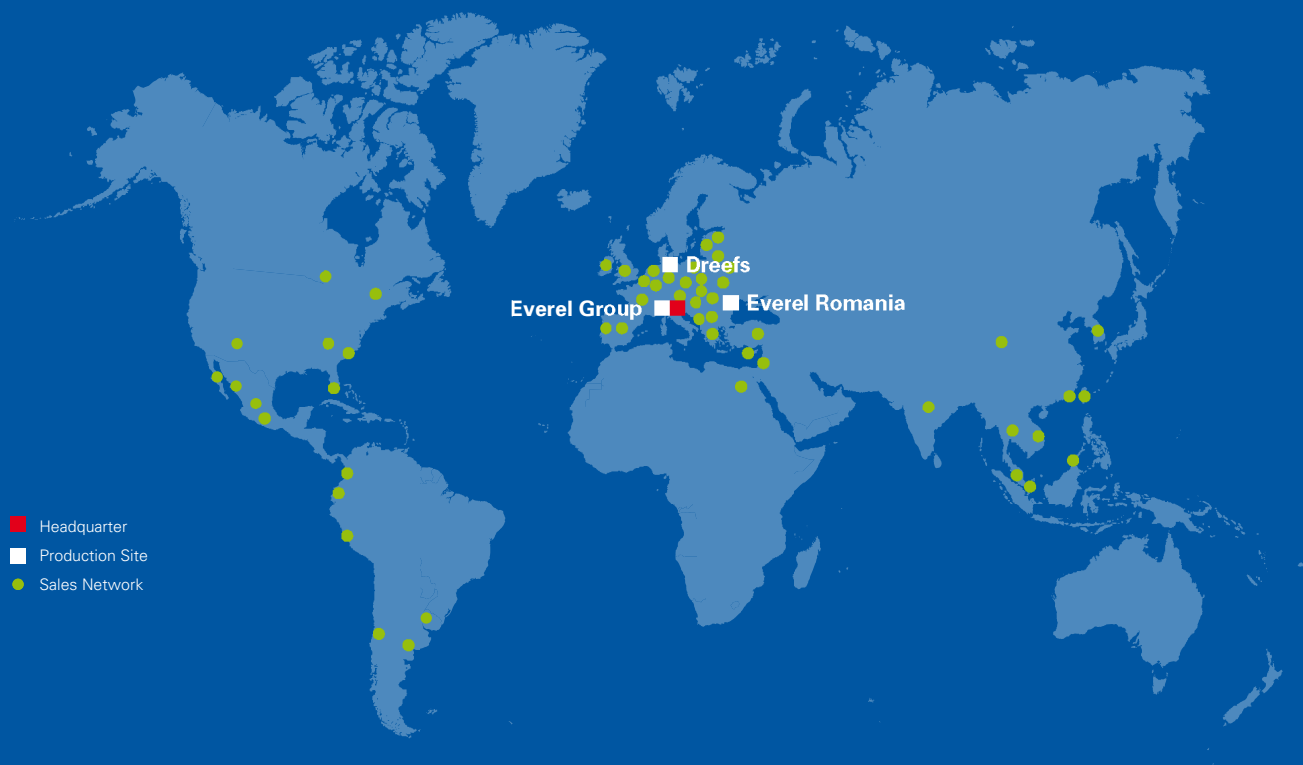 Dreefs
Everel Group
Everel Romania
Headquarter
Production Site
Sales Network